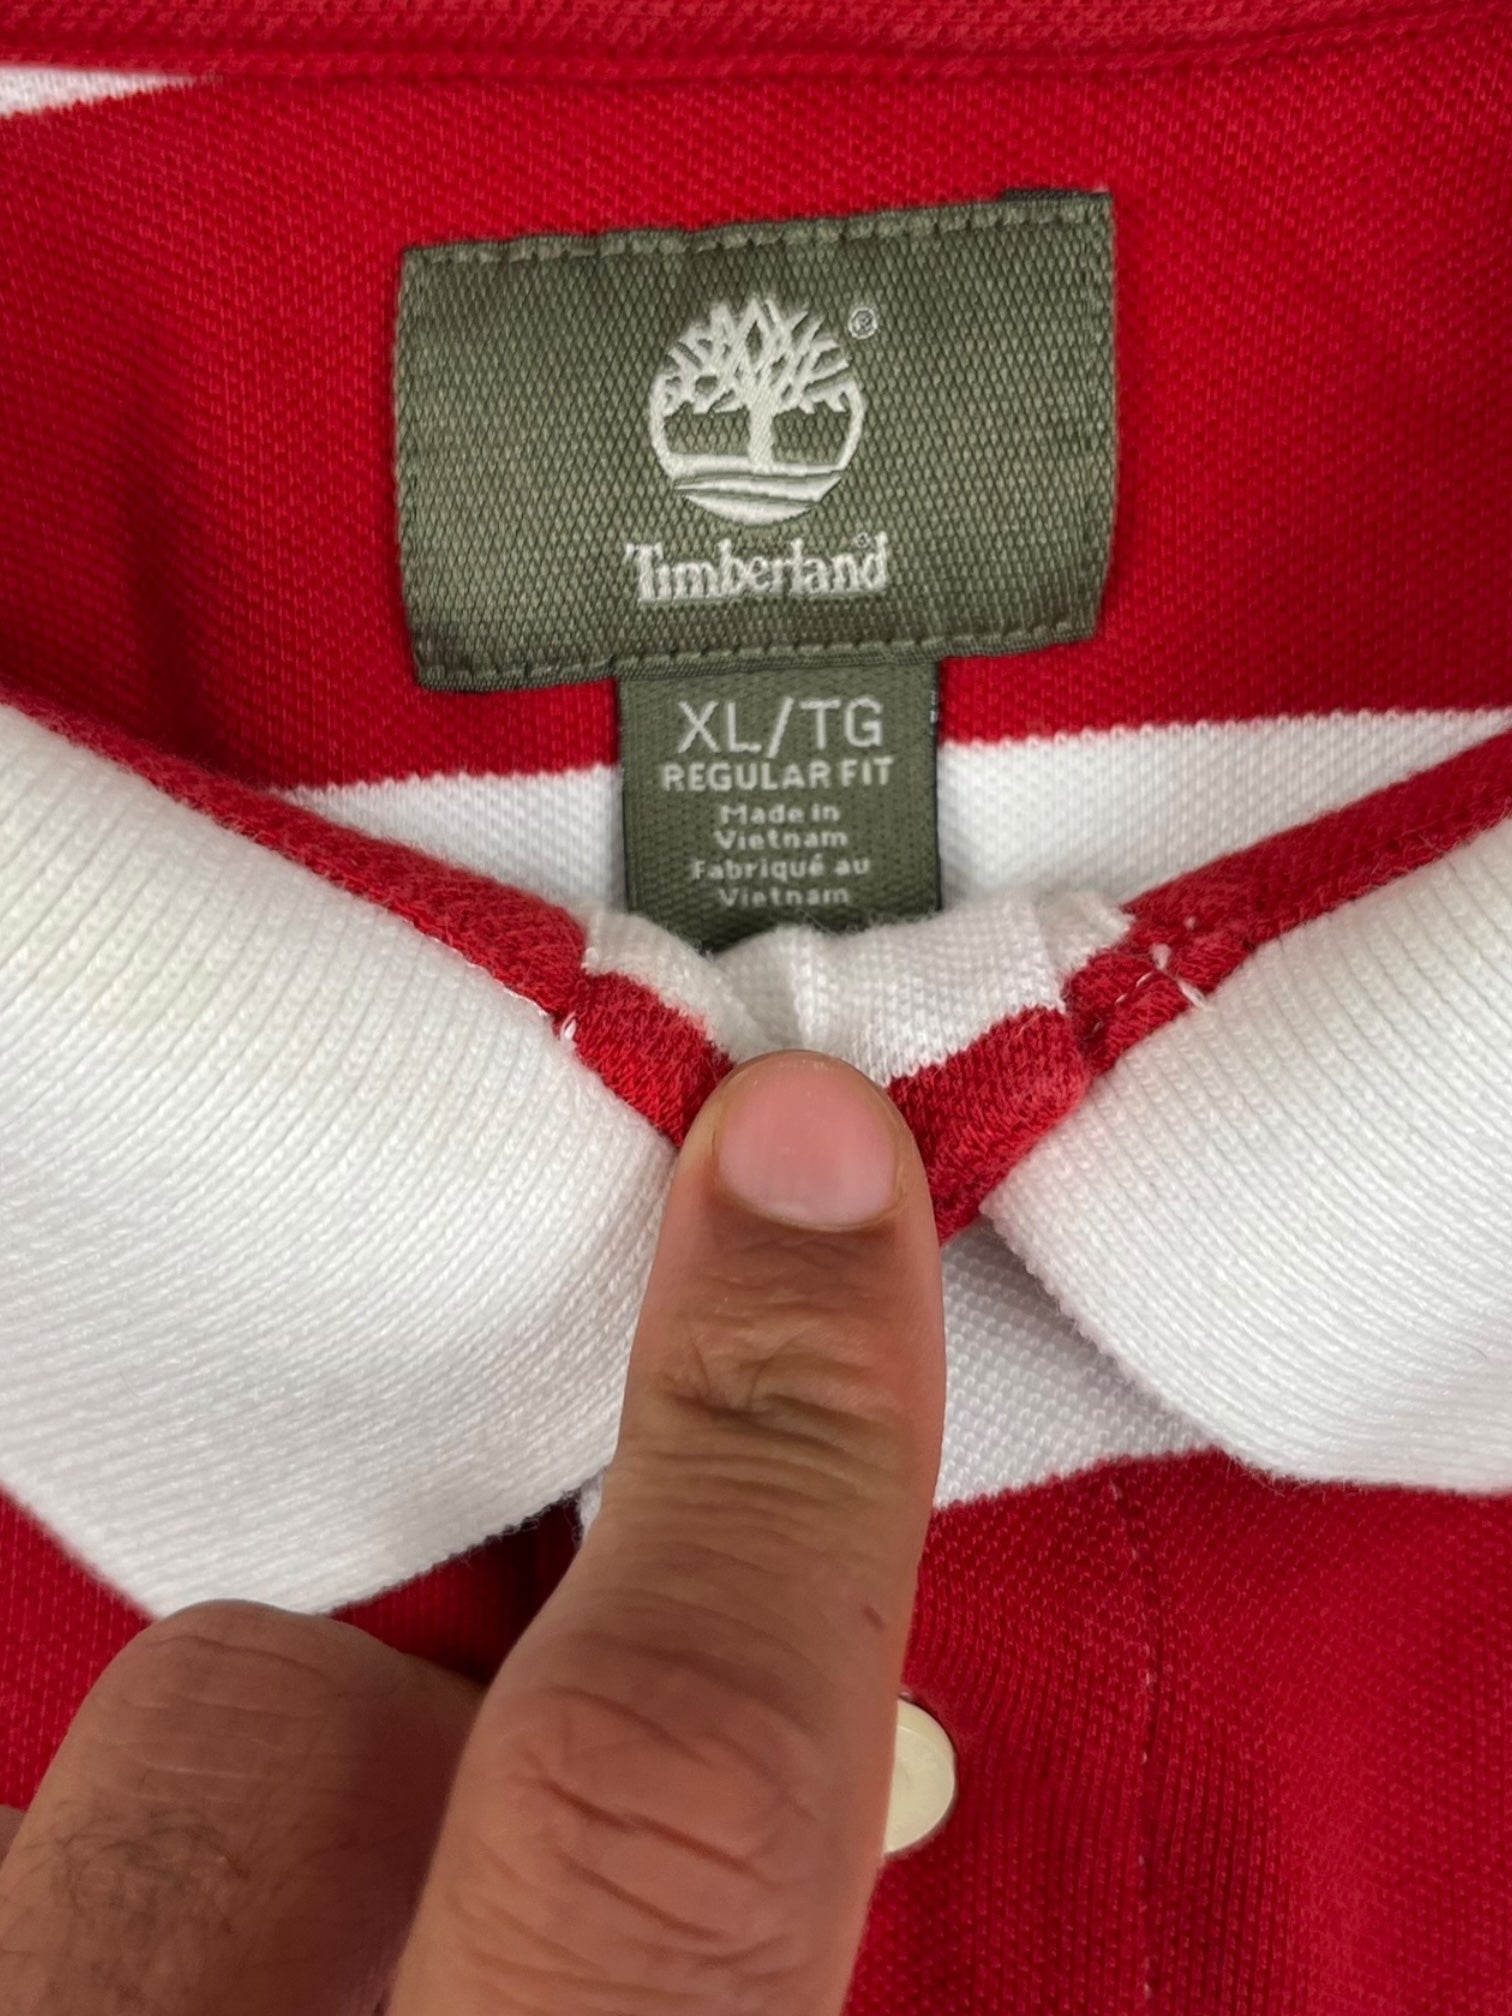 ®
Timberland®
XL/TG
REGULAR FIT
Made in
Vietnam
Fabriqué au
Vietnam